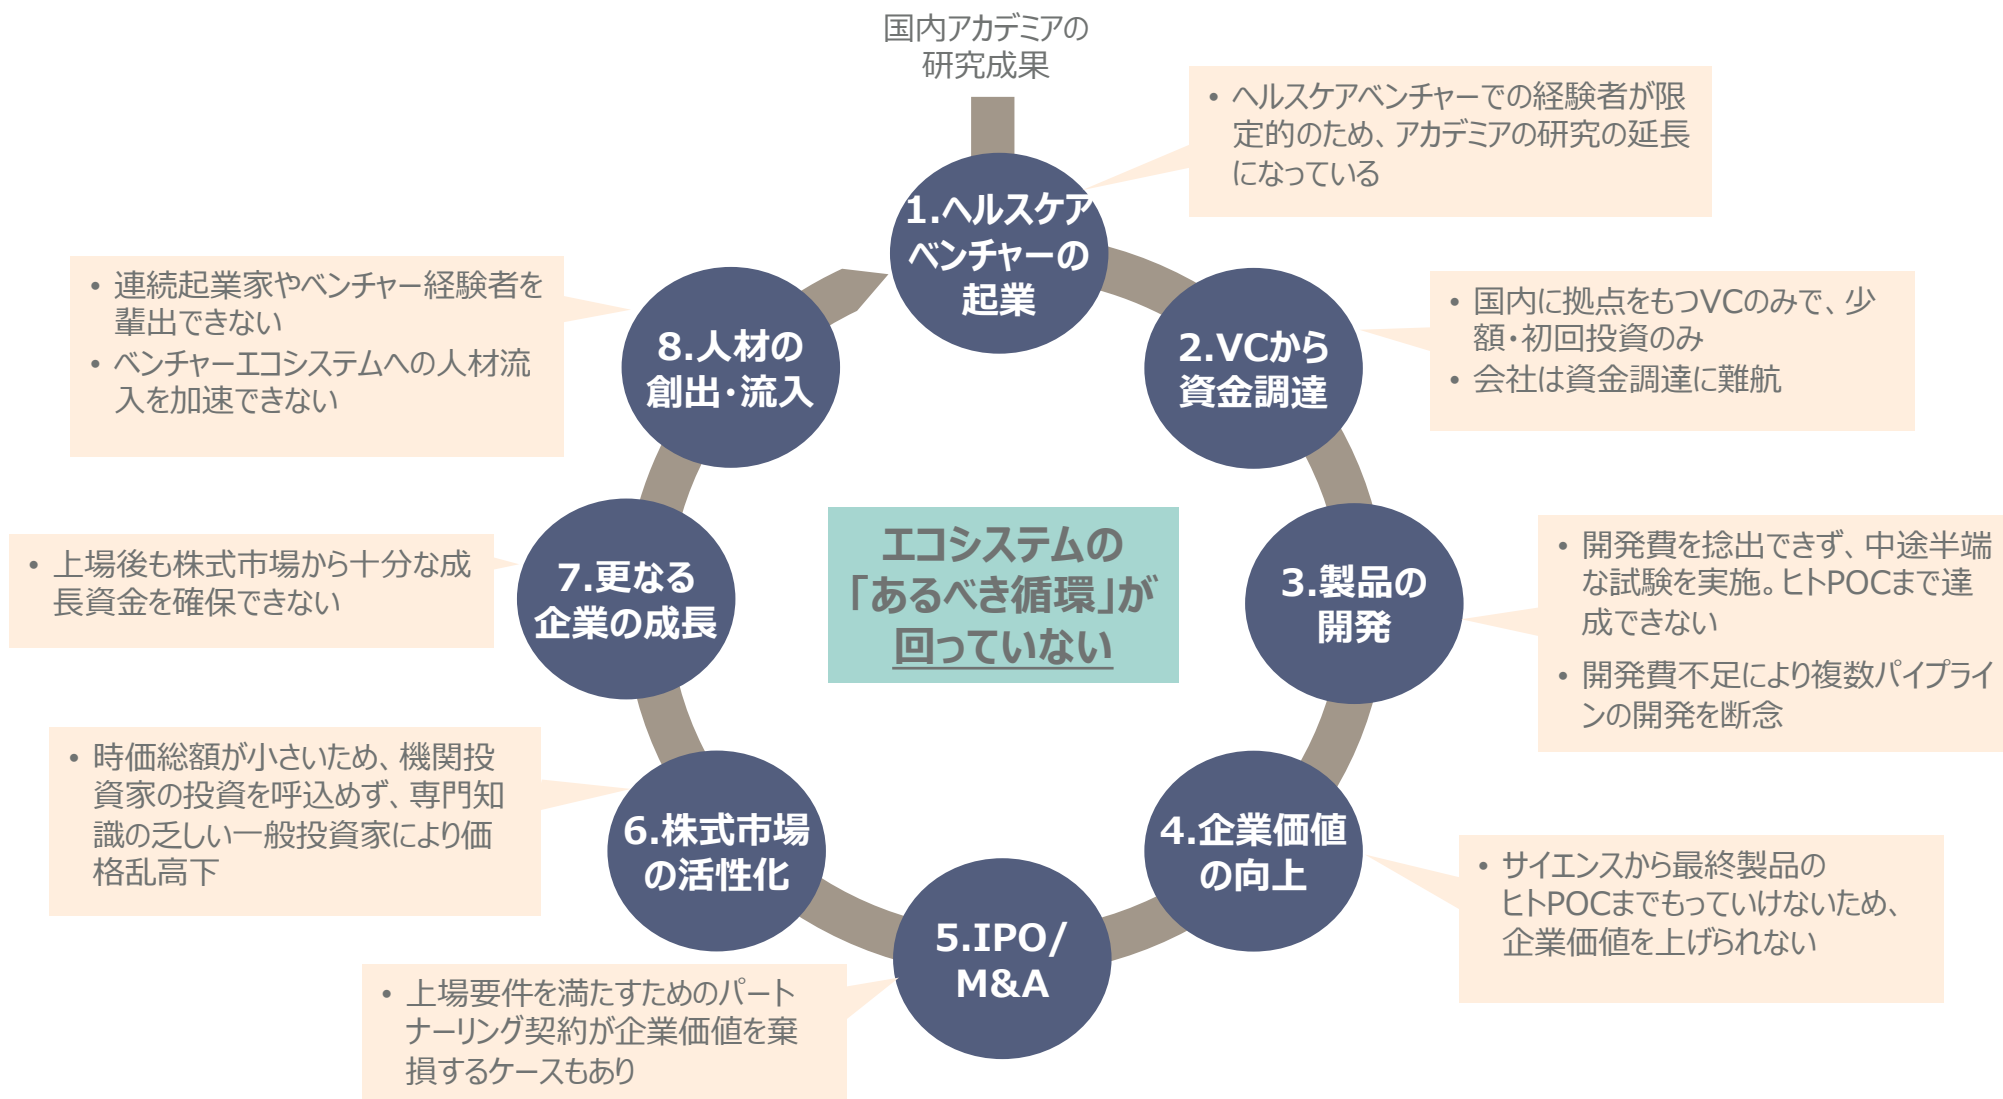 国内アカデミアの
研究成果
• ヘルスケアベンチャーでの経験者が限
定的のため、アカデミアの研究の延長
になっている
1.ヘルスケア
ベンチャーの
起業
• 国内に拠点をもつVCのみで、少
額・初回投資のみ
• 会社は資金調達に難航
2.VCから
資金調達
• 開発費を捻出できず、中途半端
な試験を実施。ヒトPOCまで達
成できない
• 開発費不足により複数パイプライ
ンの開発を断念
3.製品の
開発
• サイエンスから最終製品の
ヒトPOCまでもっていけないため、
企業価値を上げられない
4.企業価値
の向上
• 上場要件を満たすためのパート
ナーリング契約が企業価値を棄
損するケースもあり
5.IPO/
M&A
• 時価総額が小さいため、機関投
資家の投資を呼込めず、専門知
識の乏しい一般投資家により価
格乱高下
6.株式市場
の活性化
• 上場後も株式市場から十分な成
長資金を確保できない
7.更なる
企業の成長
• 連続起業家やベンチャー経験者を
輩出できない
• ベンチャーエコシステムへの人材流
入を加速できない
8.人材の
創出・流入
エコシステムの
「あるべき循環」が
回っていない